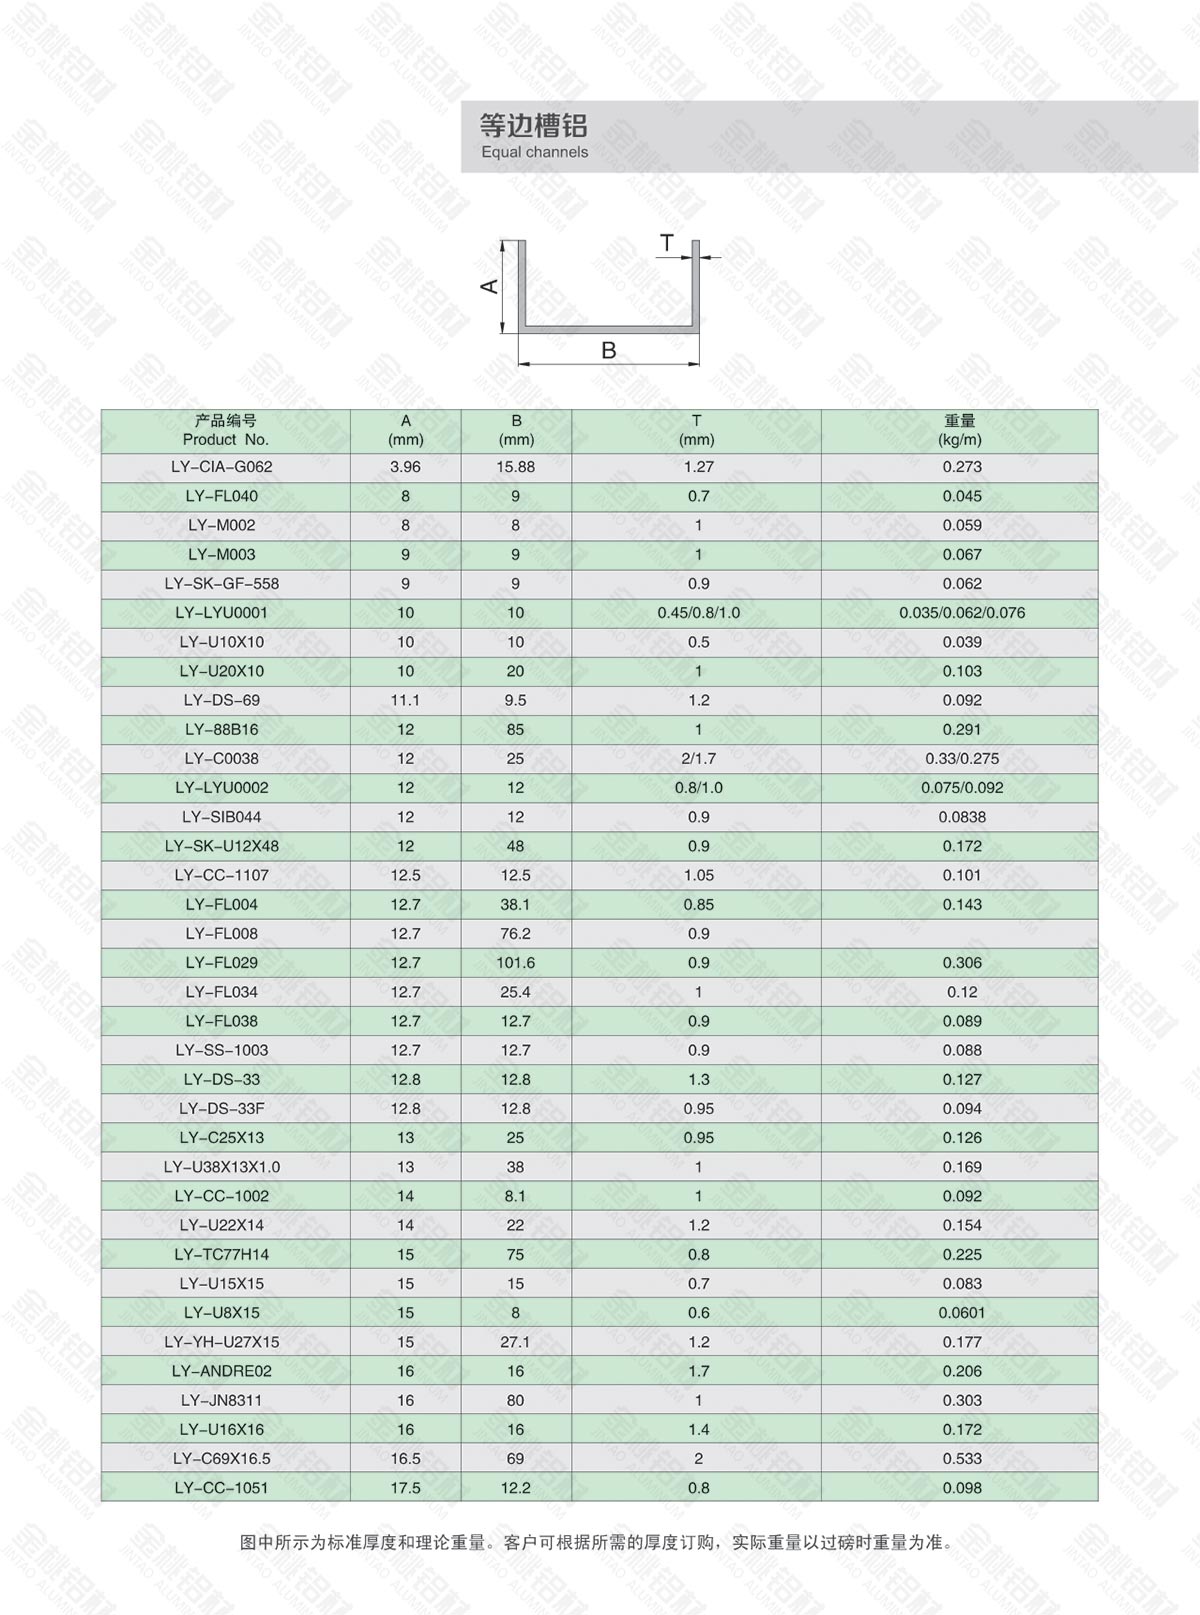 等边槽铝
Equal channels
T
A
B
产品编号 A B T 重量
Product No. (mm) (mm) (mm) (kg/m)
LY-CIA-G062 3.96 15.88 1.27 0.273
LY-FL040 8 9 0.7 0.045
LY-M002 8 8 1 0.059
LY-M003 9 9 1 0.067
LY-SK-GF-558 9 9 0.9 0.062
LY-LYU0001 10 10 0.45/0.8/1.0 0.035/0.062/0.076
LY-U10X10 10 10 0.5 0.039
LY-U20X10 10 20 1 0.103
LY-DS-69 11.1 9.5 1.2 0.092
LY-88B16 12 85 1 0.291
LY-C0038 12 25 2/1.7 0.33/0.275
LY-LYU0002 12 12 0.8/1.0 0.075/0.092
LY-SIB044 12 12 0.9 0.0838
LY-SK-U12X48 12 48 0.9 0.172
LY-CC-1107 12.5 12.5 1.05 0.101
LY-FL004 12.7 38.1 0.85 0.143
LY-FL008 12.7 76.2 0.9
LY-FL029 12.7 101.6 0.9 0.306
LY-FL034 12.7 25.4 1 0.12
LY-FL038 12.7 12.7 0.9 0.089
LY-SS-1003 12.7 12.7 0.9 0.088
LY-DS-33 12.8 12.8 1.3 0.127
LY-DS-33F 12.8 12.8 0.95 0.094
LY-C25X13 13 25 0.95 0.126
LY-U38X13X1.0 13 38 1 0.169
LY-CC-1002 14 8.1 1 0.092
LY-U22X14 14 22 1.2 0.154
LY-TC77H14 15 75 0.8 0.225
LY-U15X15 15 15 0.7 0.083
LY-U8X15 15 8 0.6 0.0601
LY-YH-U27X15 15 27.1 1.2 0.177
LY-ANDRE02 16 16 1.7 0.206
LY-JN8311 16 80 1 0.303
LY-U16X16 16 16 1.4 0.172
LY-C69X16.5 16.5 69 2 0.533
LY-CC-1051 17.5 12.2 0.8 0.098
图中所示为标准厚度和理论重量。客户可根据所需的厚度订购，实际重量以过磅时重量为准。
金桃铝材
JINTAO ALUMINIUM